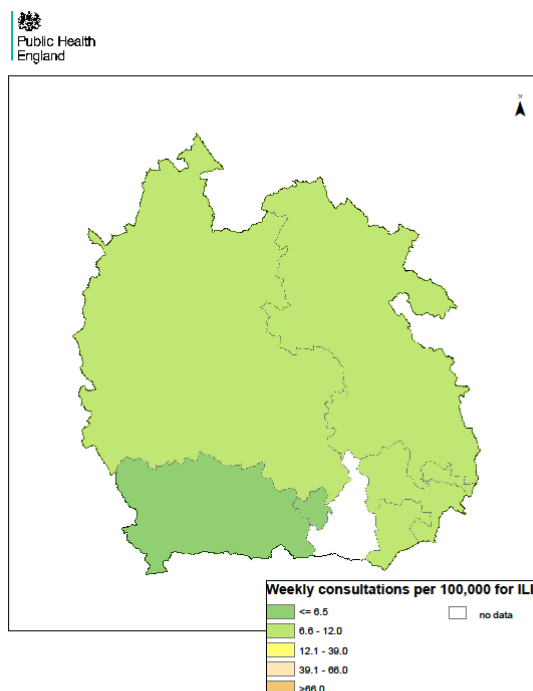 Public Health
England
N
Weekly consultations per 100,000 for ILI
<= 6.5
no data
6.6 - 12.0
12.1 - 39.0
39.1 - 66.0
>66.0